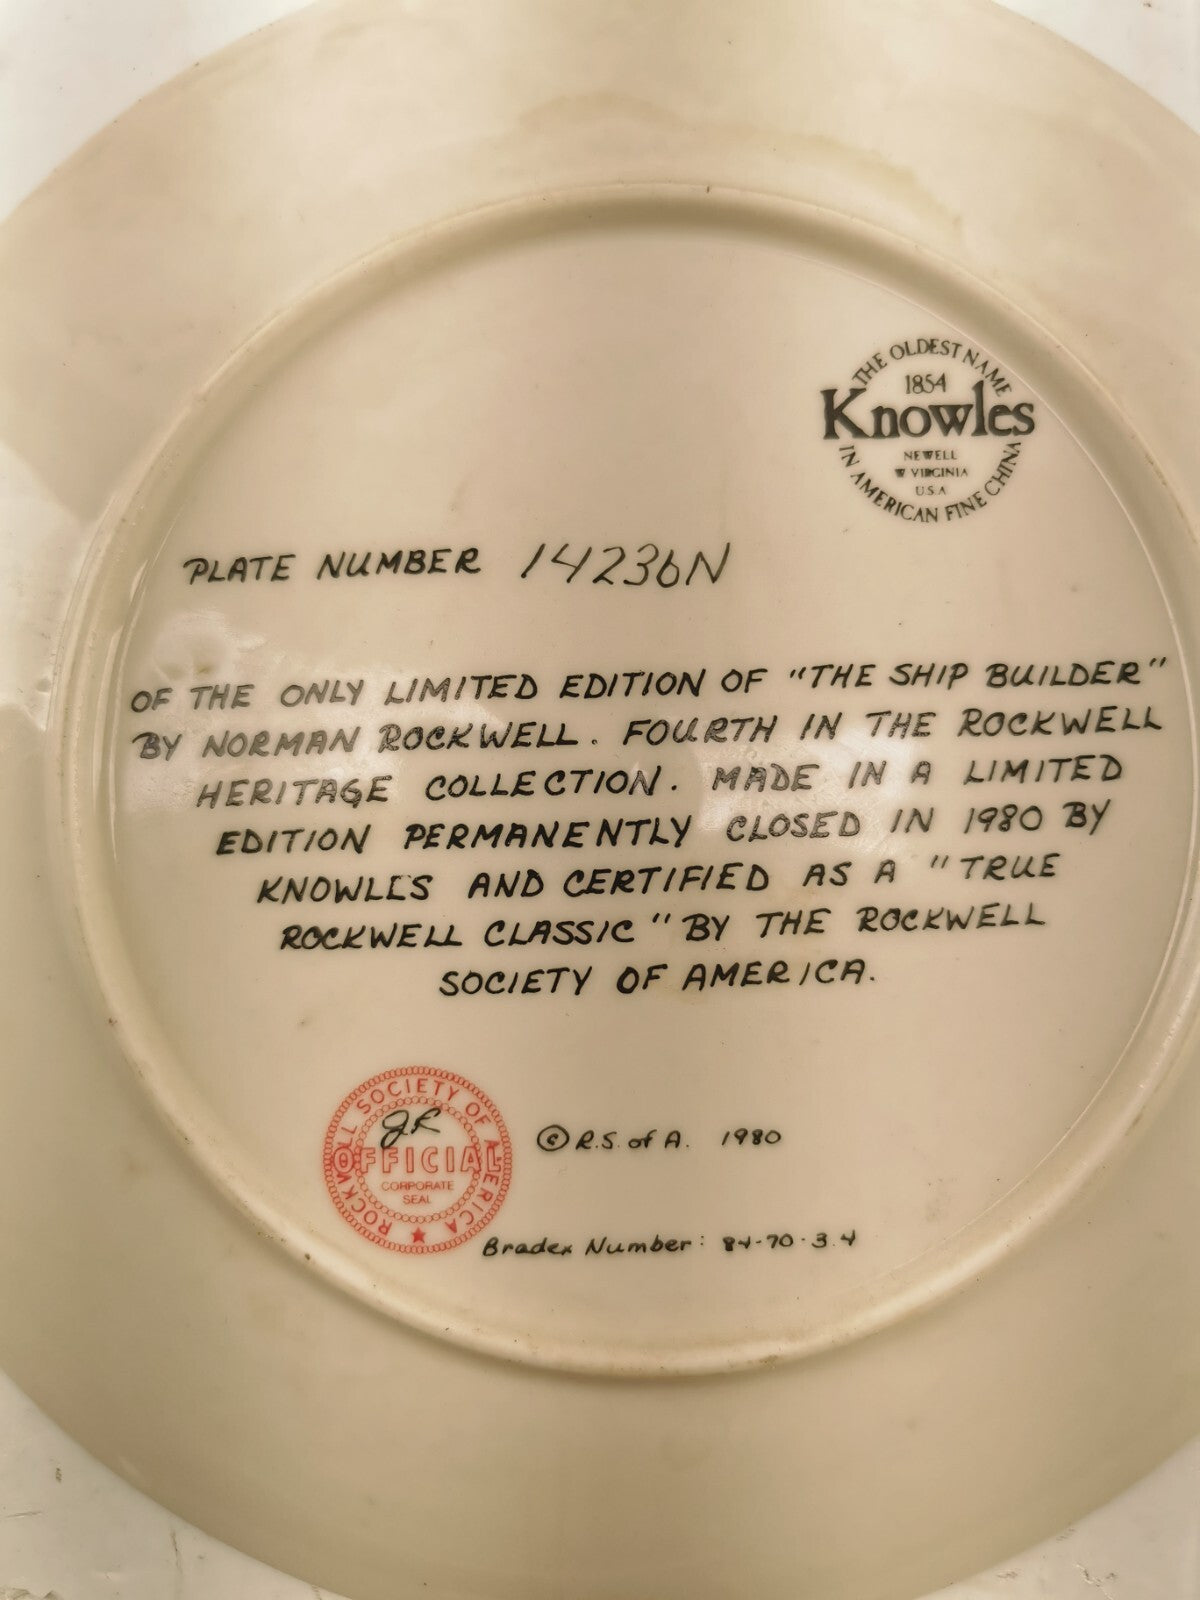 THE OLDEST NAME
1854
Knowles
NEWELL
W VIRGINIA
U.S.A
IN AMERICAN FINE CHINA
PLATE NUMBER 14236N
OF THE ONLY LIMITED EDITION OF "THE SHIP BUILDER"
BY NORMAN ROCKWELL. FOURTH IN THE ROCKWELL
HERITAGE COLLECTION. MADE IN A LIMITED
EDITION PERMANENTLY CLOSED IN 1980 BY
KNOWLES AND CERTIFIED AS A "TRUE
ROCKWELL CLASSIC" BY THE ROCKWELL
SOCIETY OF AMERICA.
ROCKWELL SOCIETY OF AMERICA
JR
OFFICIAL
CORPORATE
SEAL
© R.S. of A. 1980
Bradex Number: 84-70-3.4